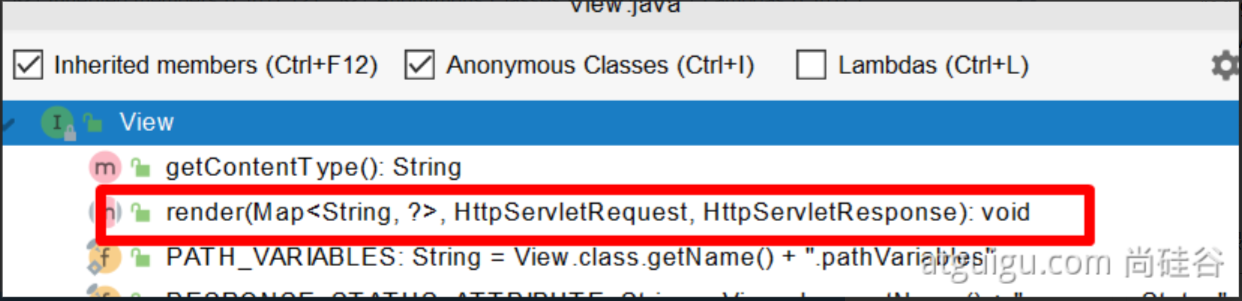 View.java
Inherited members (Ctrl+F12) Anonymous Classes (Ctrl+I) Lambdas (Ctrl+L)
I View
m getContentType(): String
m render(Map<String, ?>, HttpServletRequest, HttpServletResponse): void
f PATH_VARIABLES: String = View.class.getName() + ".pathVariables"
atguigu.com 尚硅谷